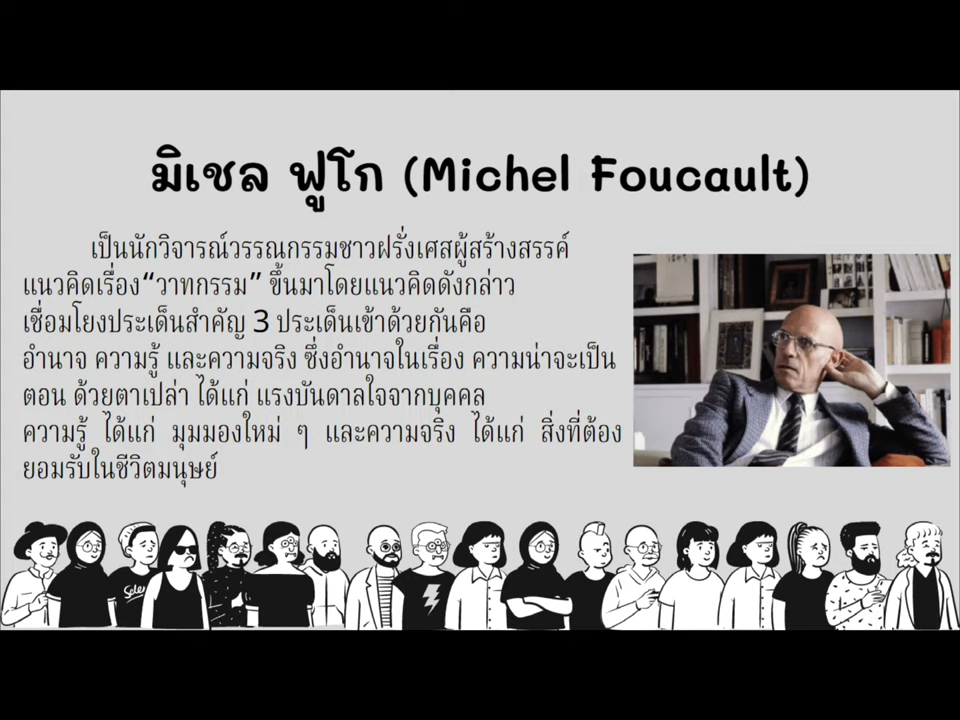 มิเชล ฟูโก (Michel Foucault)
เป็นนักวิจารณ์วรรณกรรมชาวฝรั่งเศสผู้สร้างสรรค์
แนวคิดเรื่อง“วาทกรรม” ขึ้นมาโดยแนวคิดดังกล่าว
เชื่อมโยงประเด็นสำคัญ 3 ประเด็นเข้าด้วยกันคือ
อำนาจ ความรู้ และความจริง ซึ่งอำนาจในเรื่อง ความน่าจะเป็น
ตอน ด้วยตาเปล่า ได้แก่ แรงบันดาลใจจากบุคคล
ความรู้ ได้แก่ มุมมองใหม่ ๆ และความจริง ได้แก่ สิ่งที่ต้อง
ยอมรับในชีวิตมนุษย์